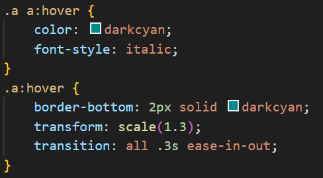 .a a:hover {
    color: darkcyan;
    font-style: italic;
}
.a:hover {
    border-bottom: 2px solid darkcyan;
    transform: scale(1.3);
    transition: all .3s ease-in-out;
}